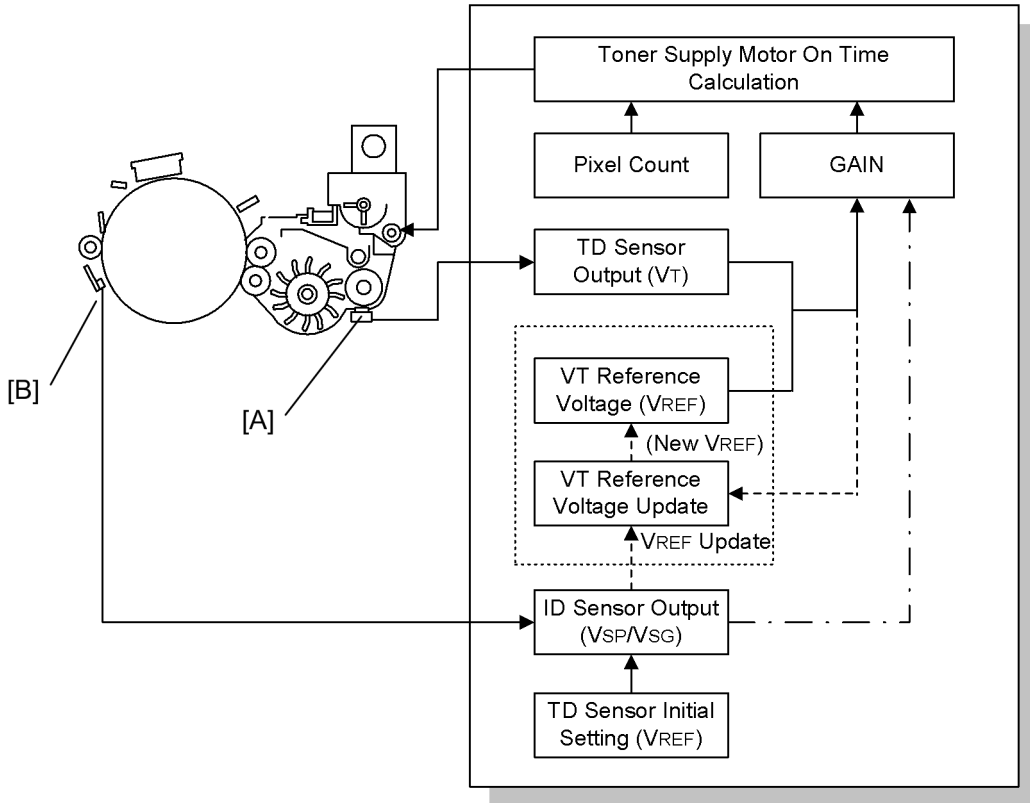 Toner Supply Motor On Time
Calculation
Pixel Count
GAIN
TD Sensor
Output (VT)
VT Reference
Voltage (VREF)
(New VREF)
VT Reference
Voltage Update
VREF Update
ID Sensor Output
(VSP/VSG)
TD Sensor Initial
Setting (VREF)
[B]
[A]